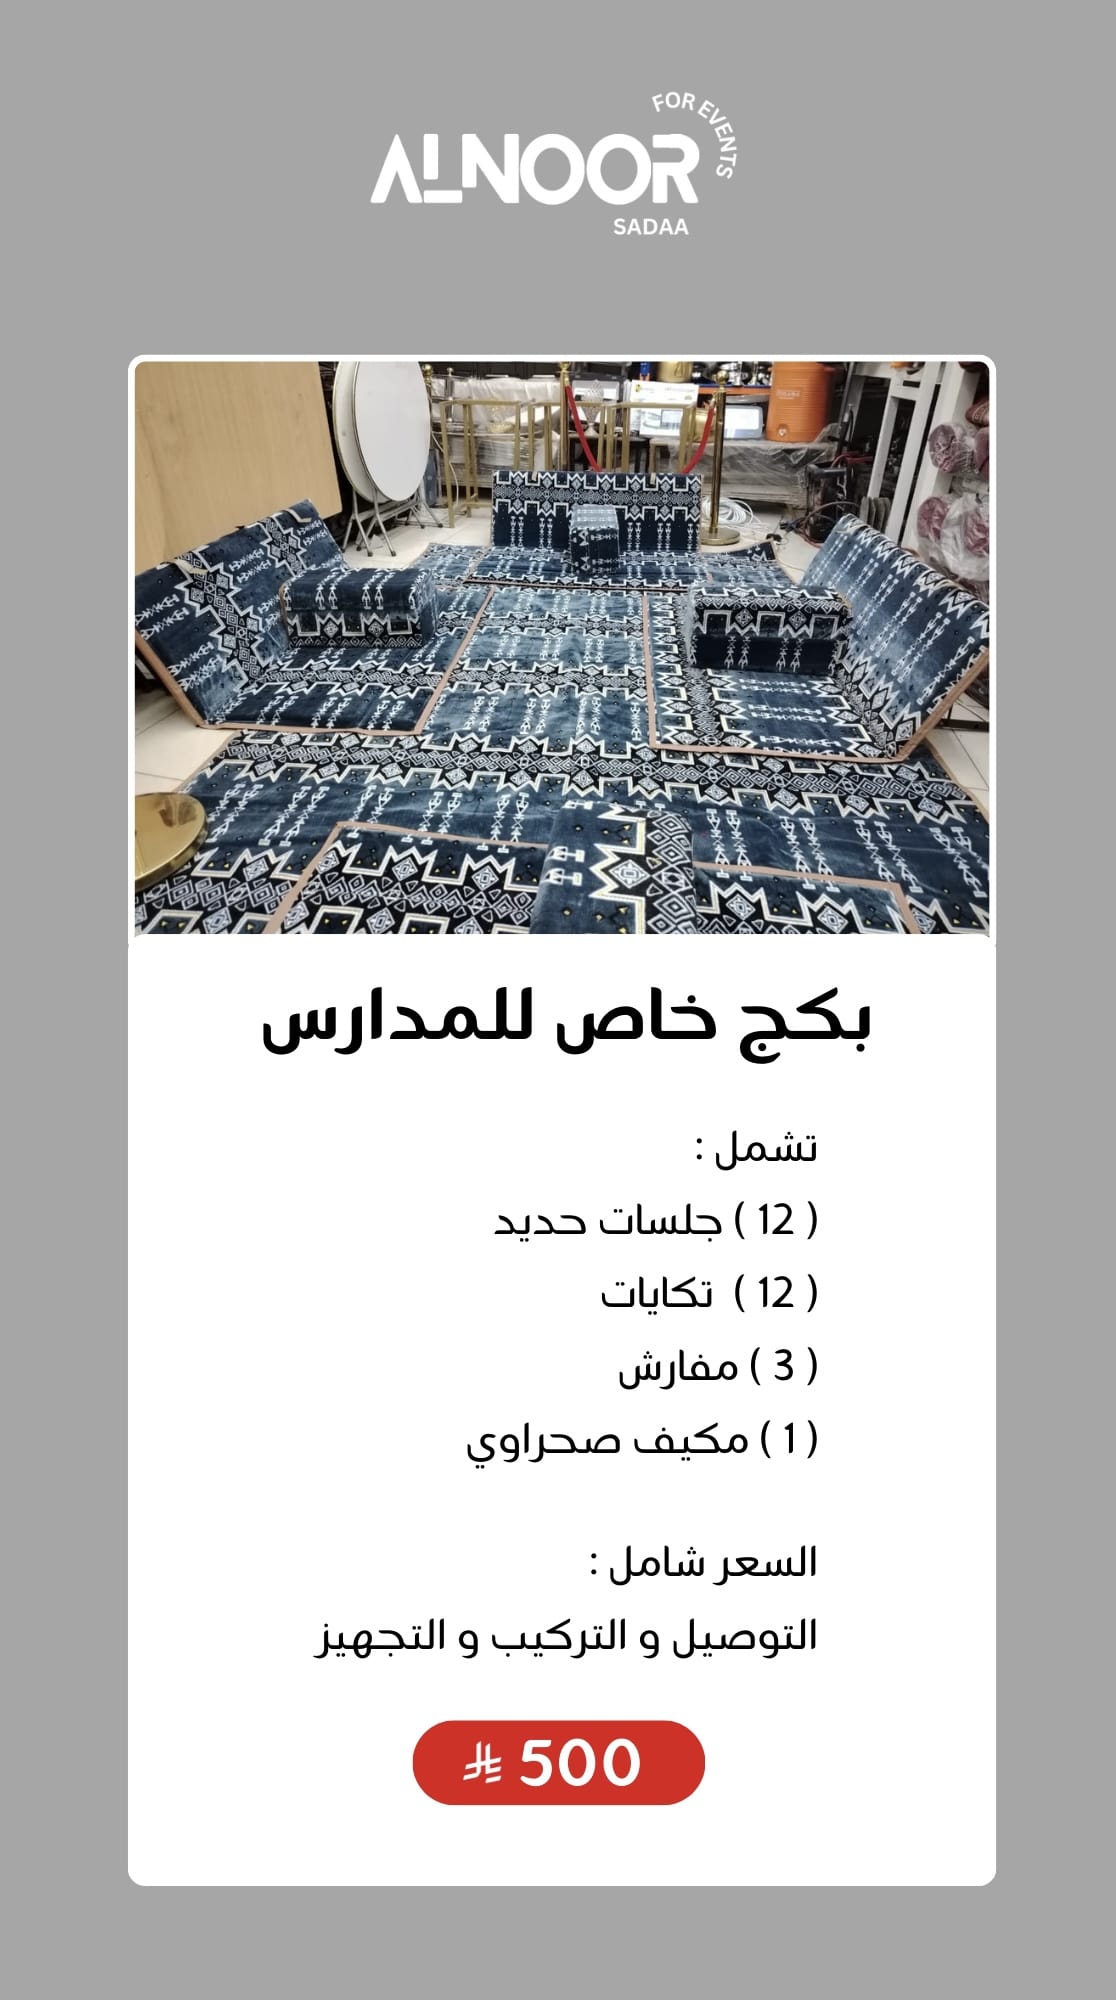 FOR EVENTS
ALNOOR
SADAA
بكج خاص للمدارس
تشمل :
( 12 ) جلسات حديد
( 12 ) تكايات
( 3 ) مفارش
( 1 ) مكيف صحراوي
السعر شامل :
التوصيل و التركيب و التجهيز
500 ⃁